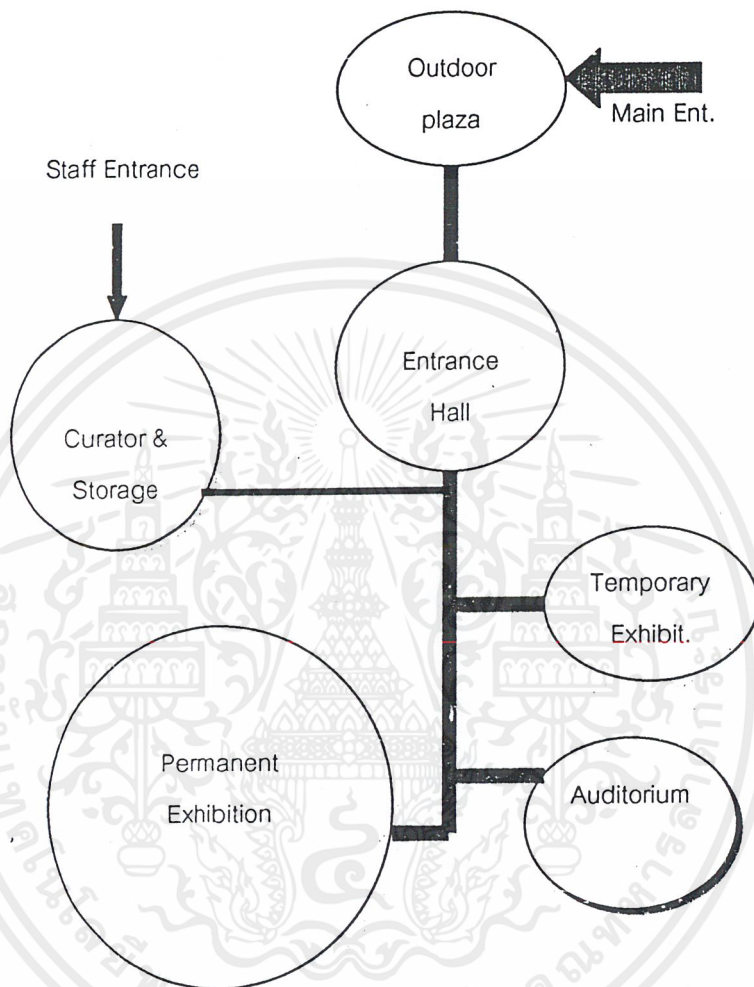 Outdoor
plaza
Main Ent.
Staff Entrance
Entrance
Hall
Curator &
Storage
Temporary
Exhibit.
Permanent
Exhibition
Auditorium